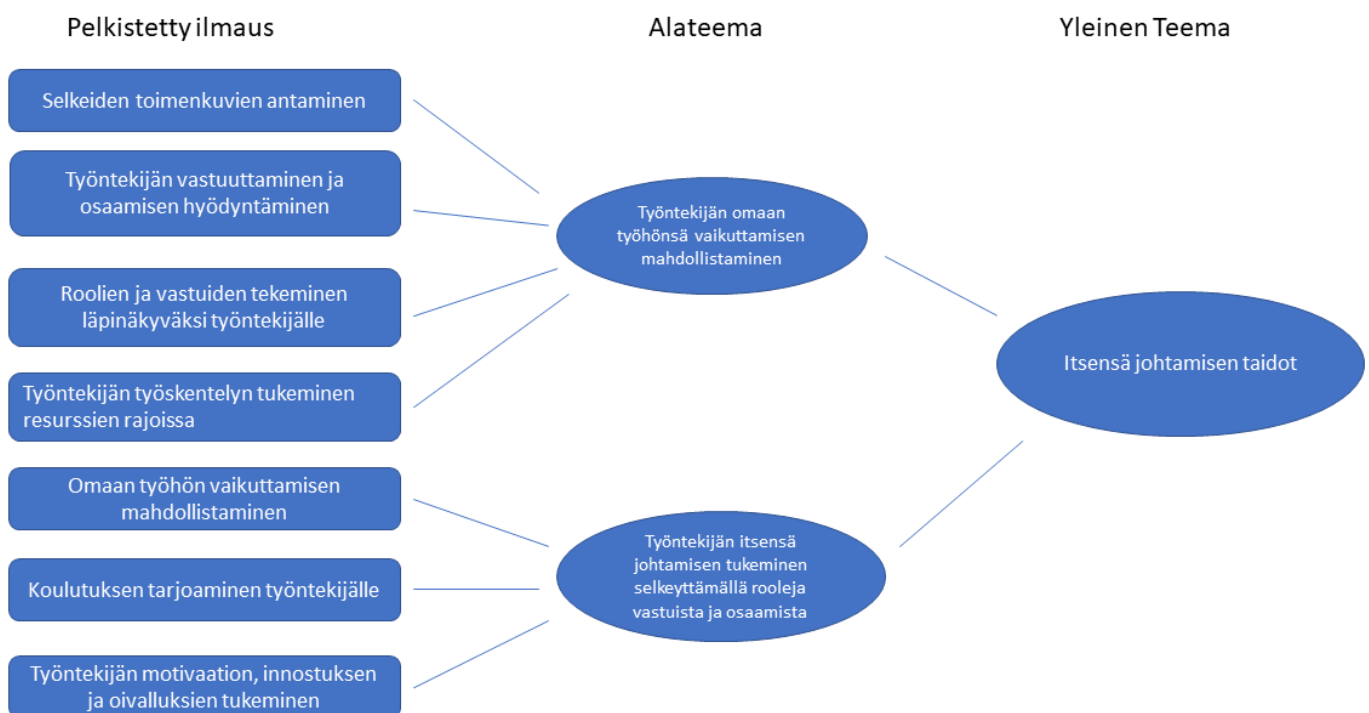 Pelkistetty ilmaus
Alateema
Yleinen Teema
Selkeiden toimenkuvien antaminen
Työntekijän vastuuttaminen ja
osaamisen hyödyntäminen
Roolien ja vastuiden tekeminen
läpinäkyväksi työntekijälle
Työntekijän työskentelyn tukeminen
resurssien rajoissa
Omaan työhön vaikuttamisen
mahdollistaminen
Koulutuksen tarjoaminen työntekijälle
Työntekijän motivaation, innostuksen
ja oivalluksien tukeminen
Työntekijän omaan
työhönsä vaikuttamisen
mahdollistaminen
Työntekijän itsensä
johtamisen tukeminen
selkeyttämällä rooleja
vastuista ja osaamista
Itsensä johtamisen taidot